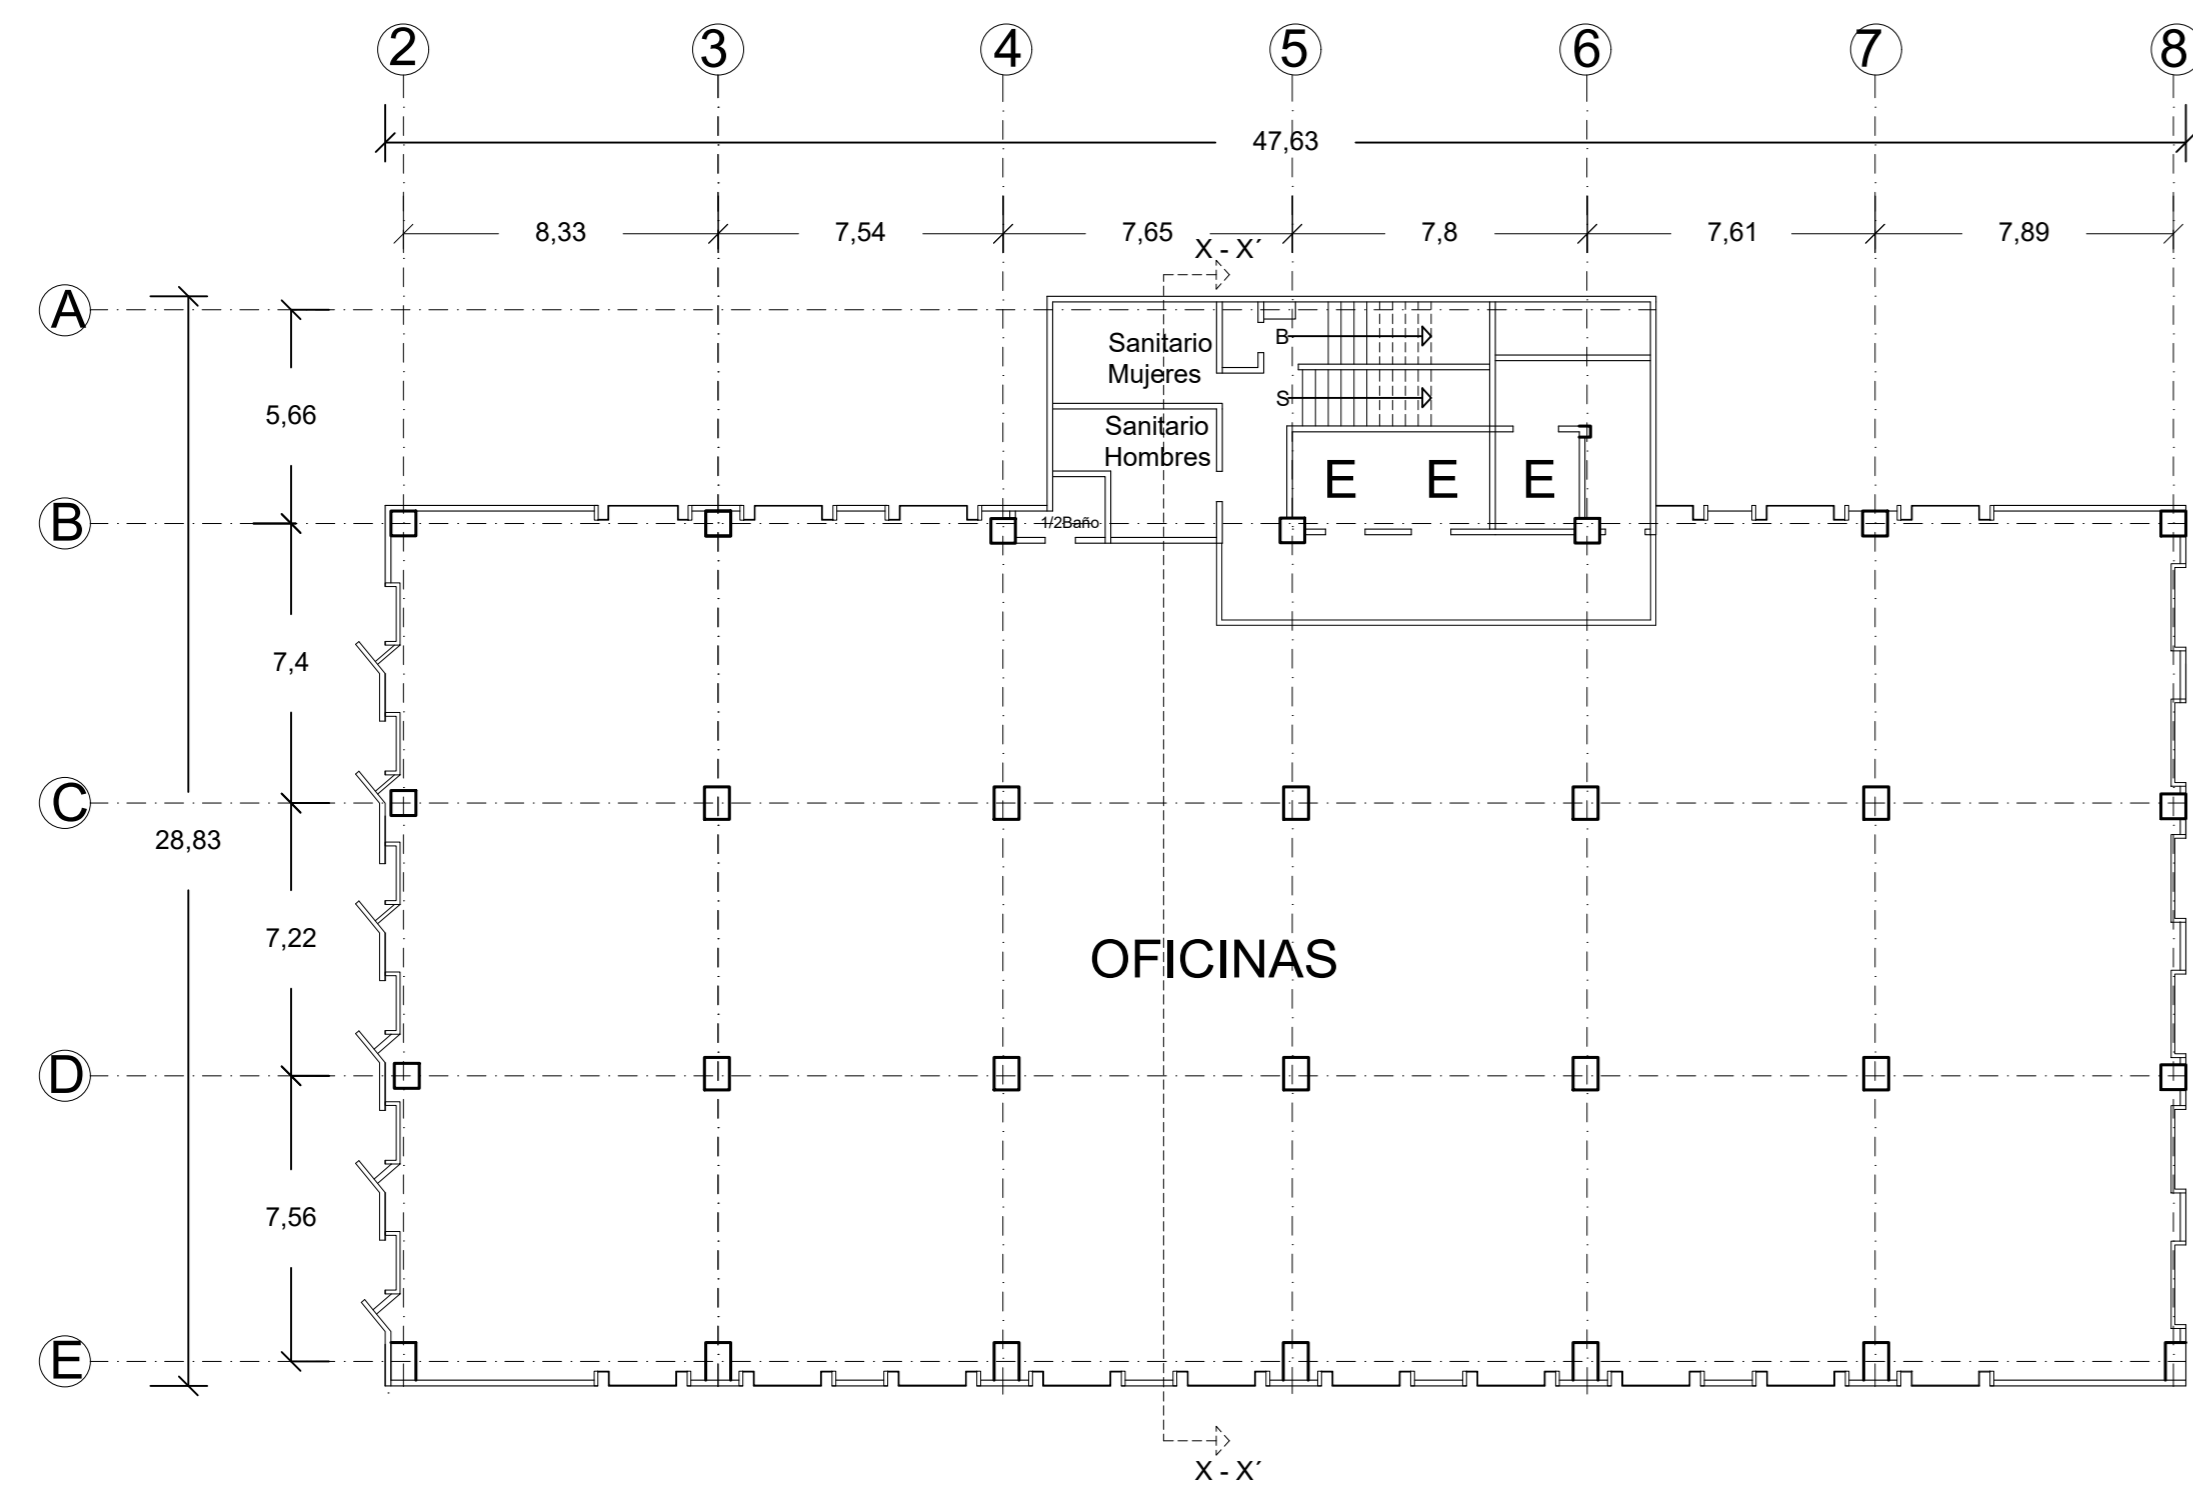 2 3 4 5 6 7 8
47,63
8,33 7,54 7,65 7,8 7,61 7,89
X - X´
A
Sanitario
Mujeres
B
S
5,66
Sanitario
Hombres
E E E
B
1/2Baño
7,4
C
28,83
7,22
OFICINAS
D
7,56
E
X - X´